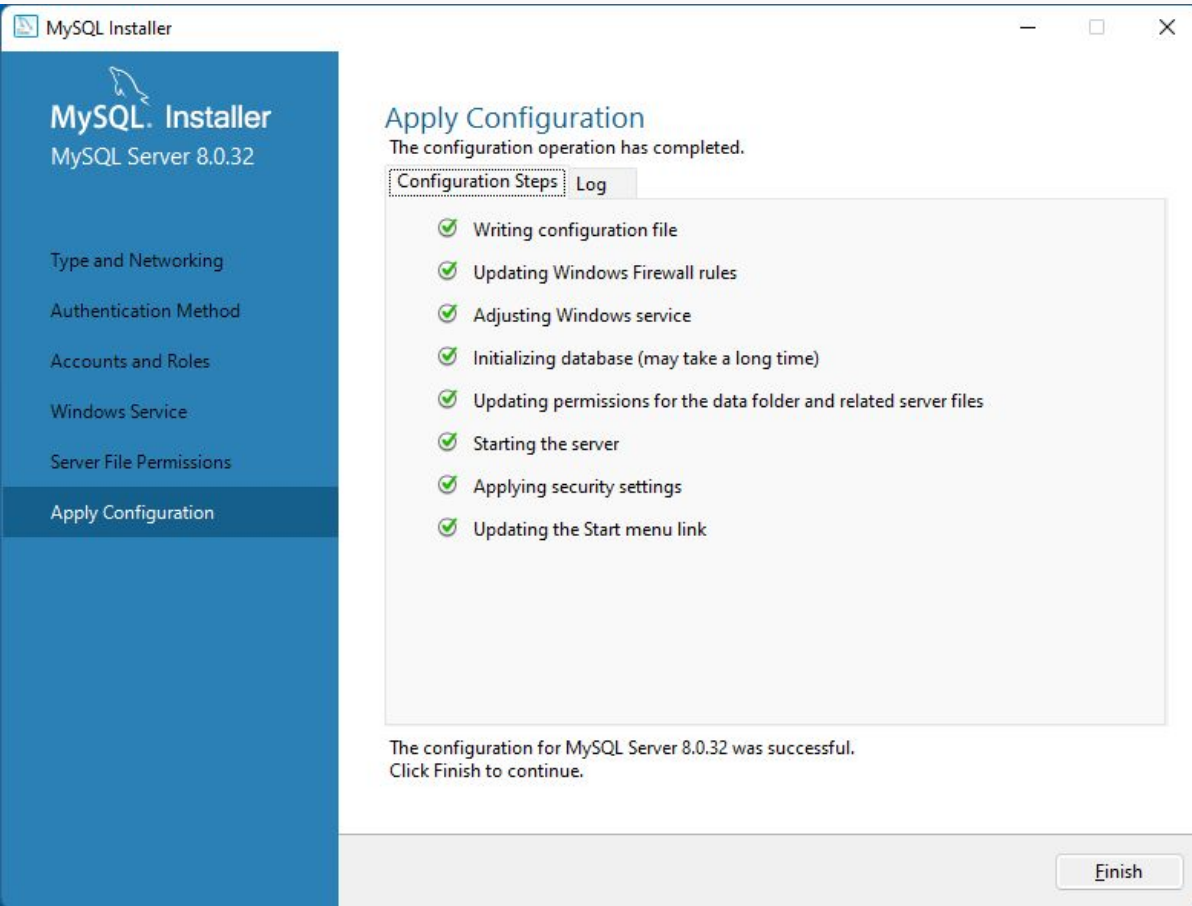 MySQL Installer
MySQL. Installer
MySQL Server 8.0.32
Type and Networking
Authentication Method
Accounts and Roles
Windows Service
Server File Permissions
Apply Configuration
Apply Configuration
The configuration operation has completed.
Configuration Steps Log
Writing configuration file
Updating Windows Firewall rules
Adjusting Windows service
Initializing database (may take a long time)
Updating permissions for the data folder and related server files
Starting the server
Applying security settings
Updating the Start menu link
The configuration for MySQL Server 8.0.32 was successful.
Click Finish to continue.
Finish